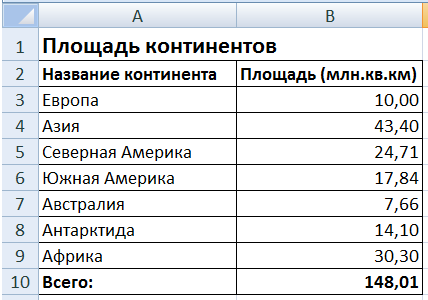 A B
1 Площадь континентов
2 Название континента Площадь (млн.кв.км)
3 Европа 10,00
4 Азия 43,40
5 Северная Америка 24,71
6 Южная Америка 17,84
7 Австралия 7,66
8 Антарктида 14,10
9 Африка 30,30
10 Всего: 148,01